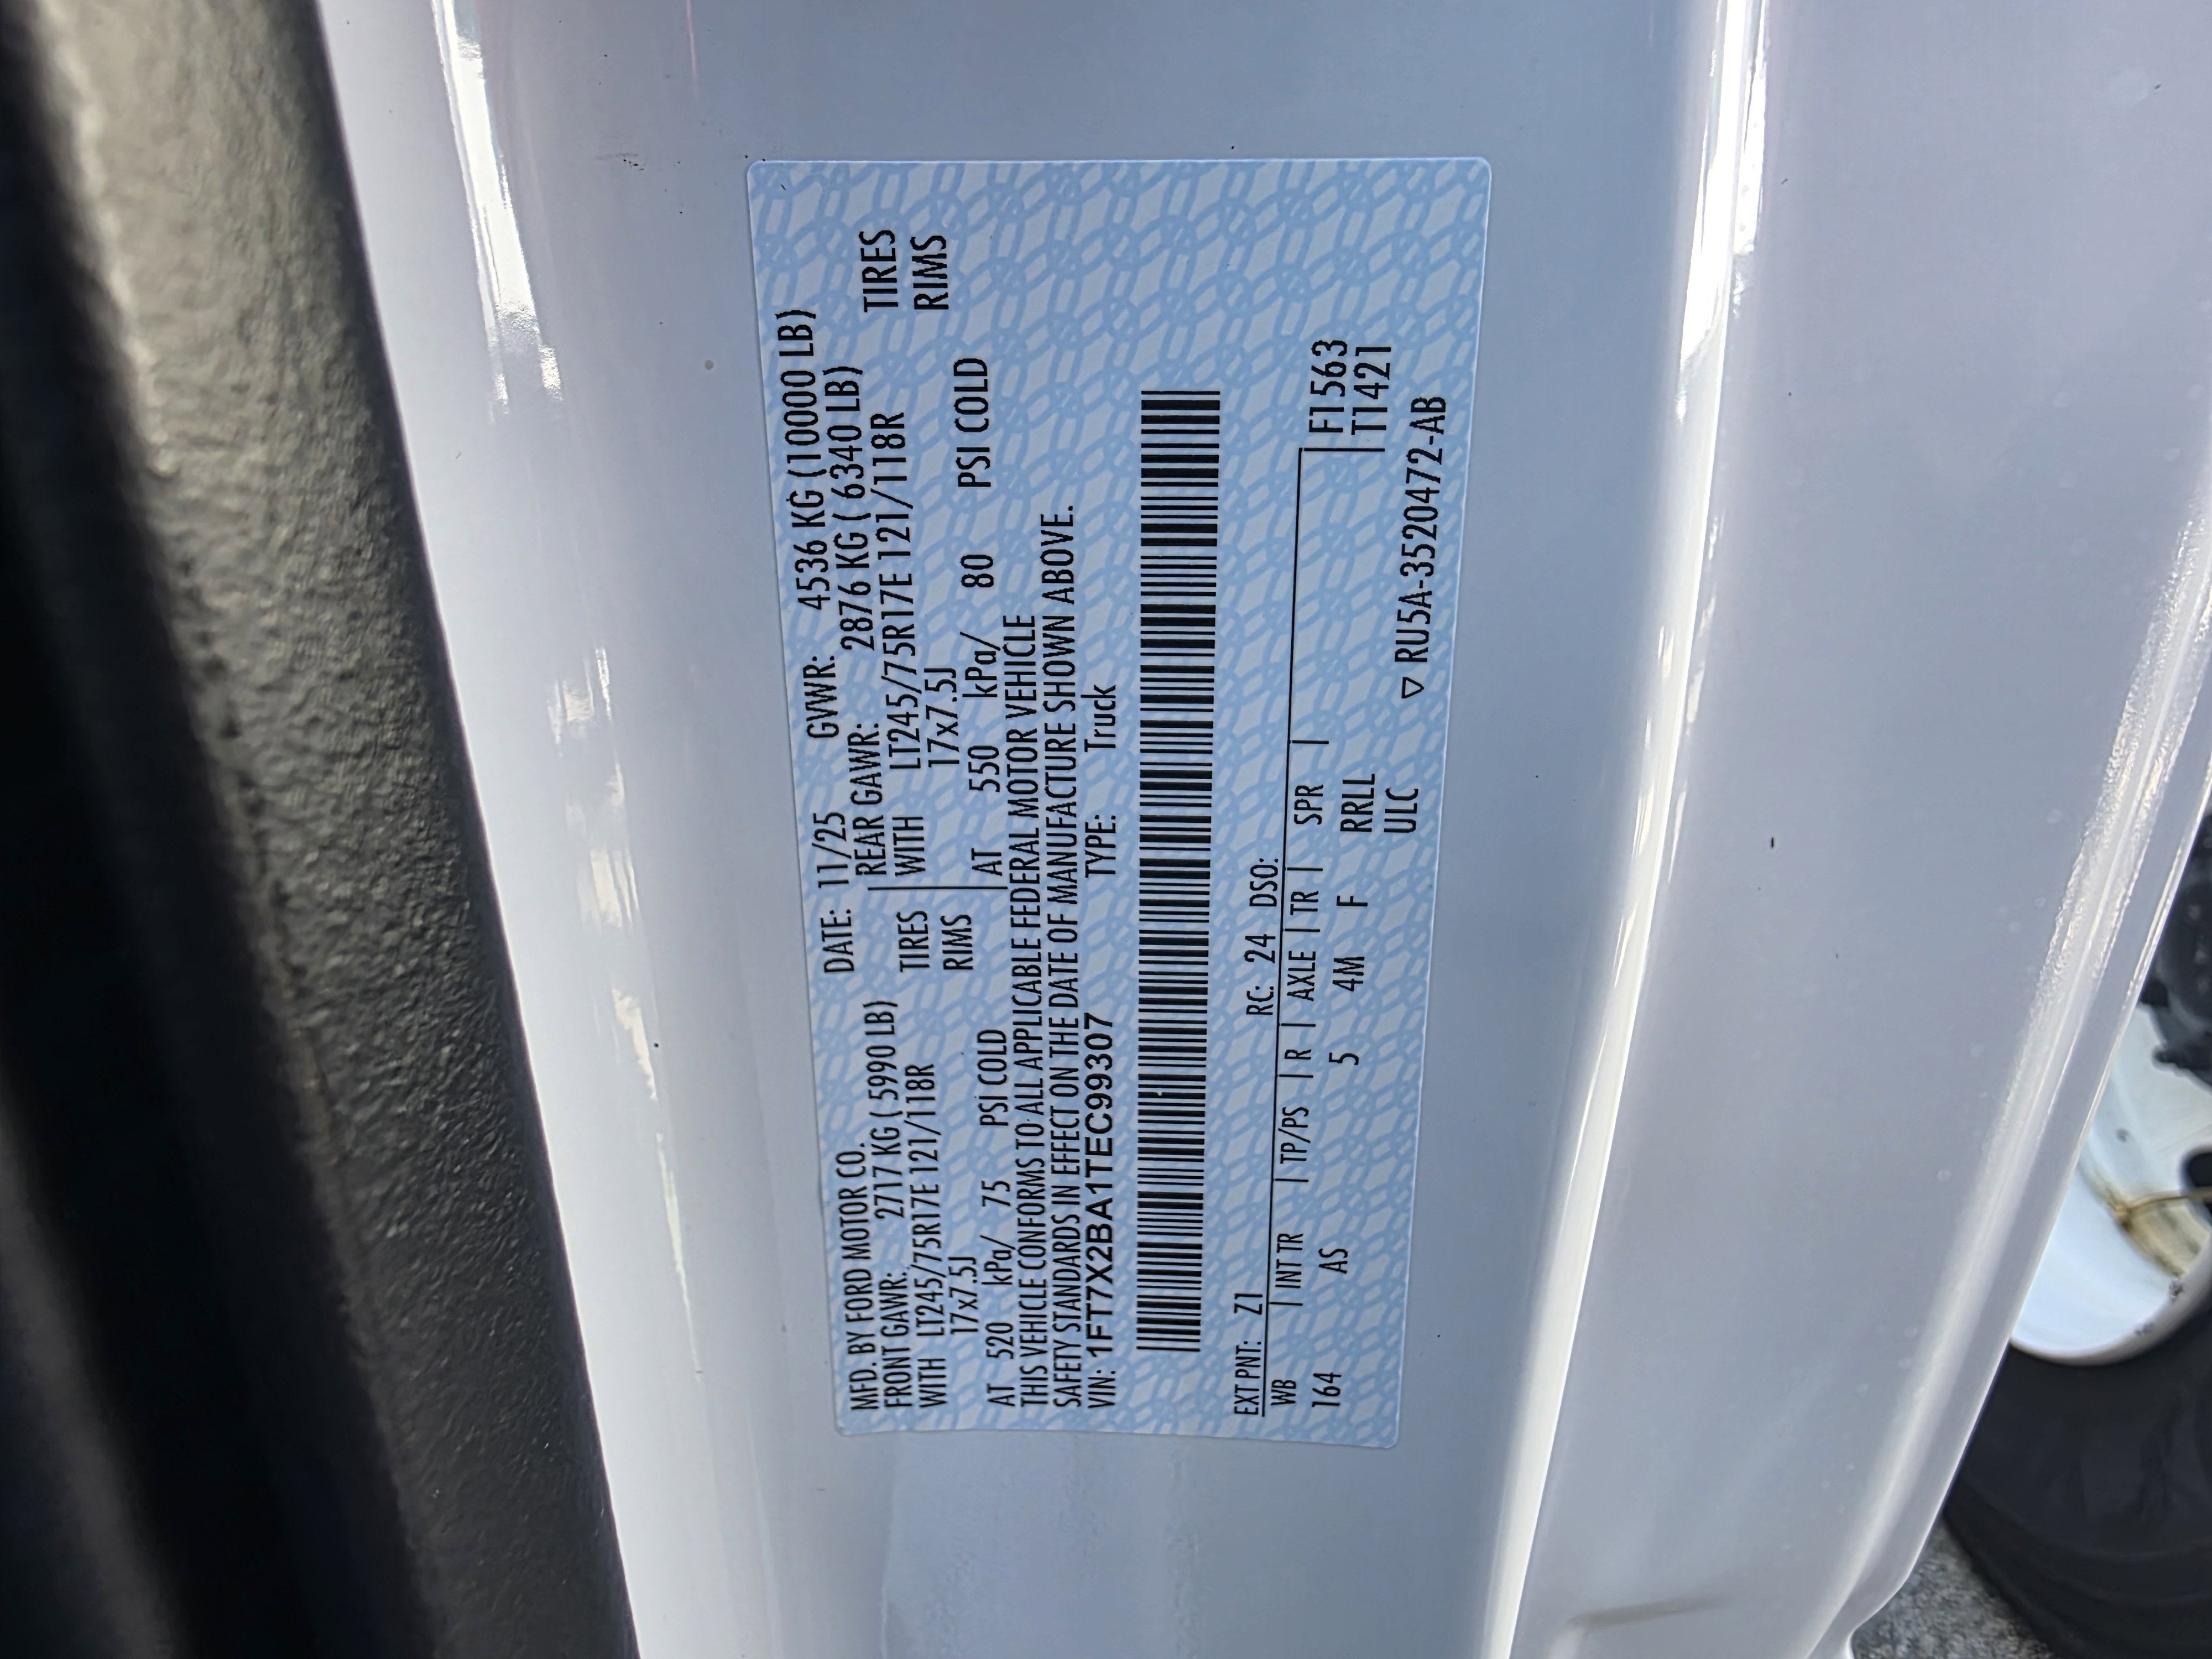 MFD. BY FORD MOTOR CO. DATE: 11/25 GVWR: 4536 KG (10000 LB)
FRONT GAWR: 2717 KG ( 5990 LB) REAR GAWR: 2876 KG ( 6340 LB)
WITH LT245/75R17E 121/118R TIRES WITH LT245/75R17E 121/118R TIRES
17x7.5J RIMS 17x7.5J RIMS
AT 520 kPa/ 75 PSI COLD AT 550 kPa/ 80 PSI COLD
THIS VEHICLE CONFORMS TO ALL APPLICABLE FEDERAL MOTOR VEHICLE
SAFETY STANDARDS IN EFFECT ON THE DATE OF MANUFACTURE SHOWN ABOVE.
VIN: 1FT7X2BA1TEC99307 TYPE: Truck
EXT PNT: Z1 RC: 24 DSO:
WB | INT TR | TP/PS | R | AXLE | TR | SPR | F1563
164 AS 5 4M F RRLL T1421
ULC
▽ RU5A-3520472-AB